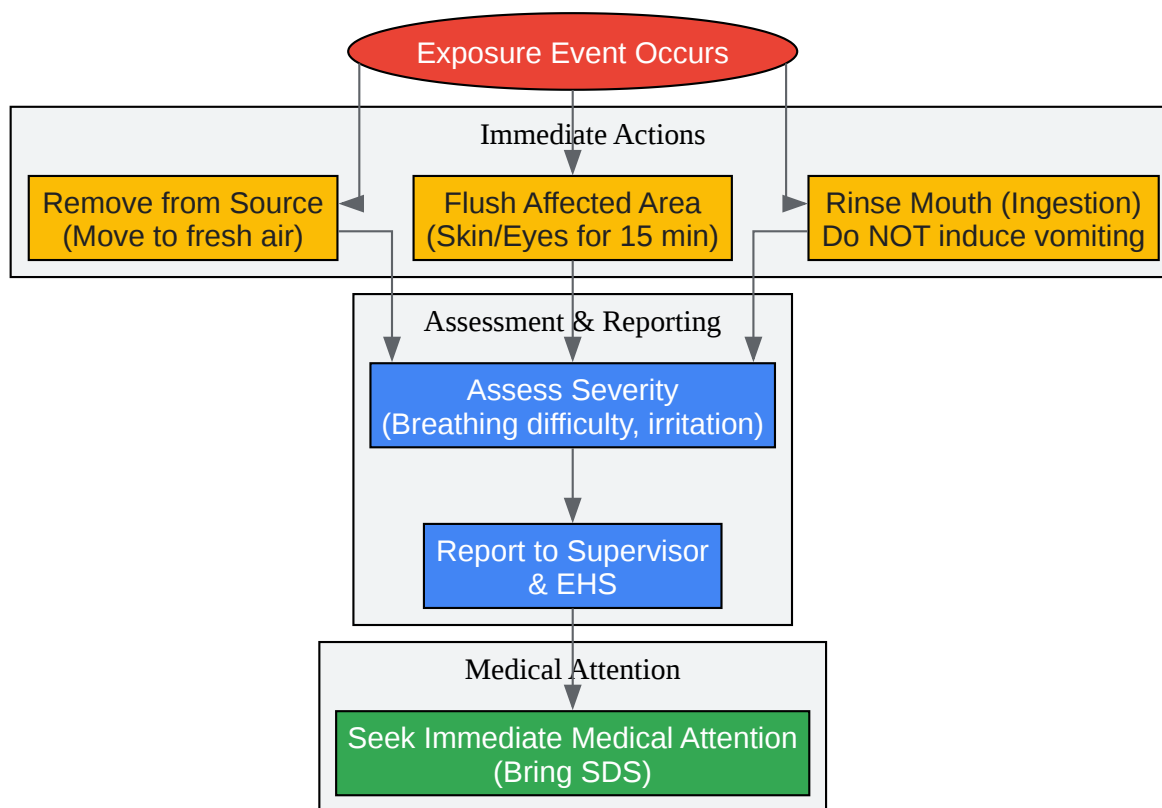 Exposure Event Occurs
Immediate Actions
Remove from Source
(Move to fresh air)
Flush Affected Area
(Skin/Eyes for 15 min)
Rinse Mouth (Ingestion)
Do NOT induce vomiting
Assessment & Reporting
Assess Severity
(Breathing difficulty, irritation)
Report to Supervisor
& EHS
Medical Attention
Seek Immediate Medical Attention
(Bring SDS)